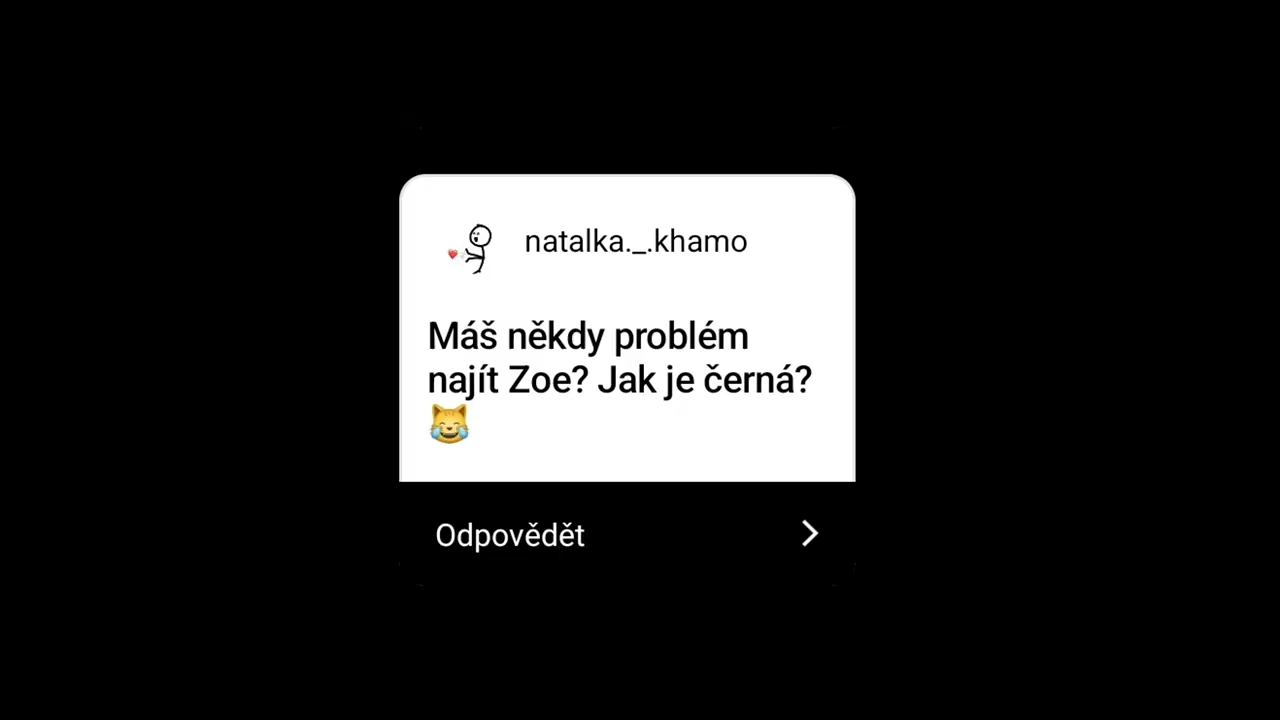 natalka._.khamo
Máš někdy problém
najít Zoe? Jak je černá?
😹
Odpovědět